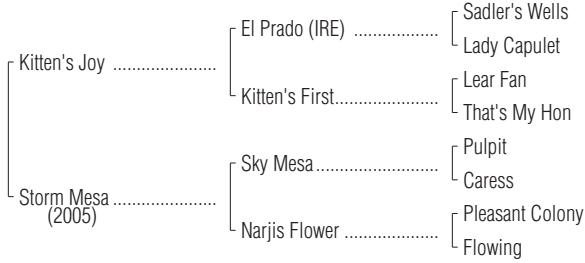 Sadler's Wells
El Prado (IRE) ..................
Lady Capulet
Kitten's Joy ......................
Lear Fan
Kitten's First......................
That's My Hon
Pulpit
Sky Mesa..........................
Caress
Storm Mesa ......................
(2005)
Pleasant Colony
Narjis Flower ....................
Flowing